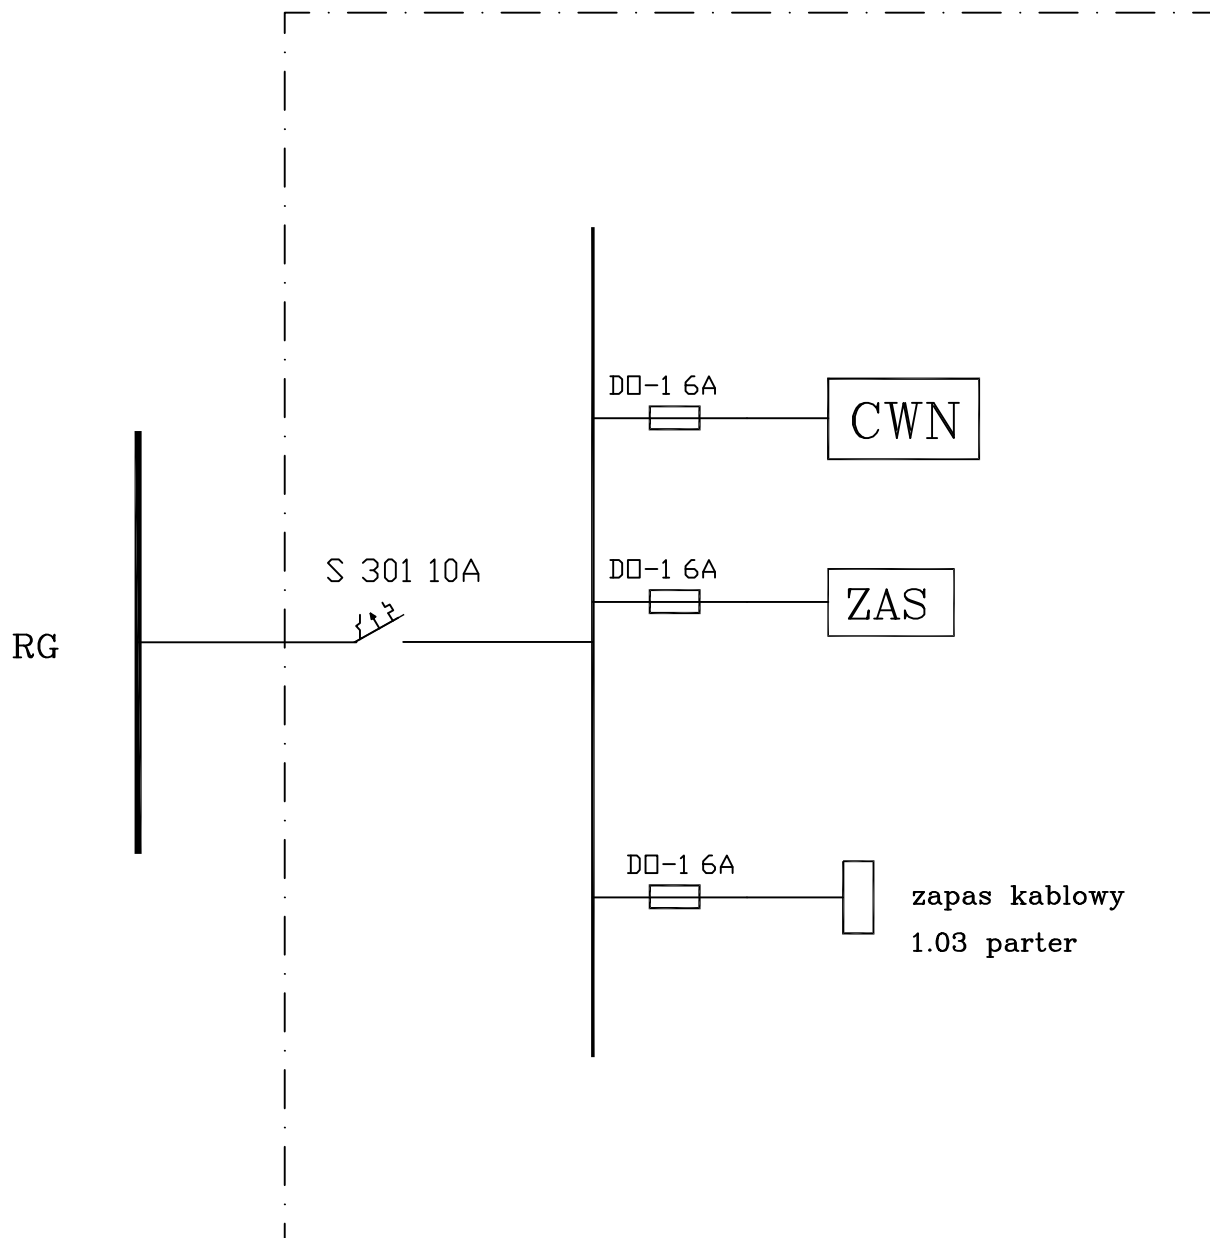 DO-1 6A
CWN
S 301 10A
DO-1 6A
ZAS
RG
DO-1 6A
zapas kablowy
1.03 parter